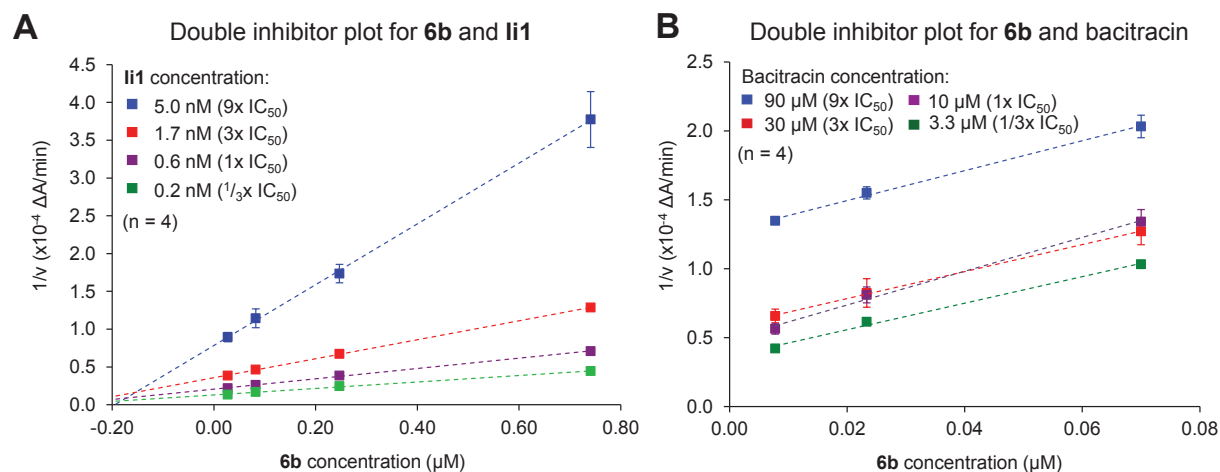 A
Double inhibitor plot for 6b and Ii1
4.5
4.0
3.5
3.0
2.5
2.0
1.5
1.0
0.5
0.0
1/v (x10⁻⁴ ΔA/min)
Ii1 concentration:
5.0 nM (9x IC₅₀)
1.7 nM (3x IC₅₀)
0.6 nM (1x IC₅₀)
0.2 nM (¹/₃x IC₅₀)
(n = 4)
-0.20 0.00 0.20 0.40 0.60 0.80
6b concentration (µM)
B
Double inhibitor plot for 6b and bacitracin
2.5
2.0
1.5
1.0
0.5
0.0
1/v (x10⁻⁴ ΔA/min)
Bacitracin concentration:
90 µM (9x IC₅₀) 10 µM (1x IC₅₀)
30 µM (3x IC₅₀) 3.3 µM (1/3x IC₅₀)
(n = 4)
0.00 0.02 0.04 0.06 0.08
6b concentration (µM)